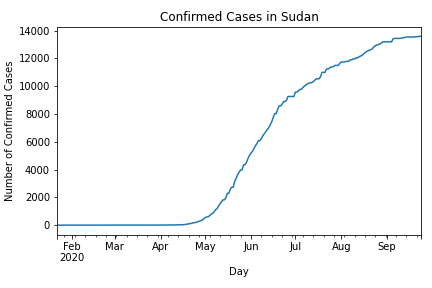 Confirmed Cases in Sudan
Number of Confirmed Cases
14000
12000
10000
8000
6000
4000
2000
0
Feb Mar Apr May Jun Jul Aug Sep
2020
Day